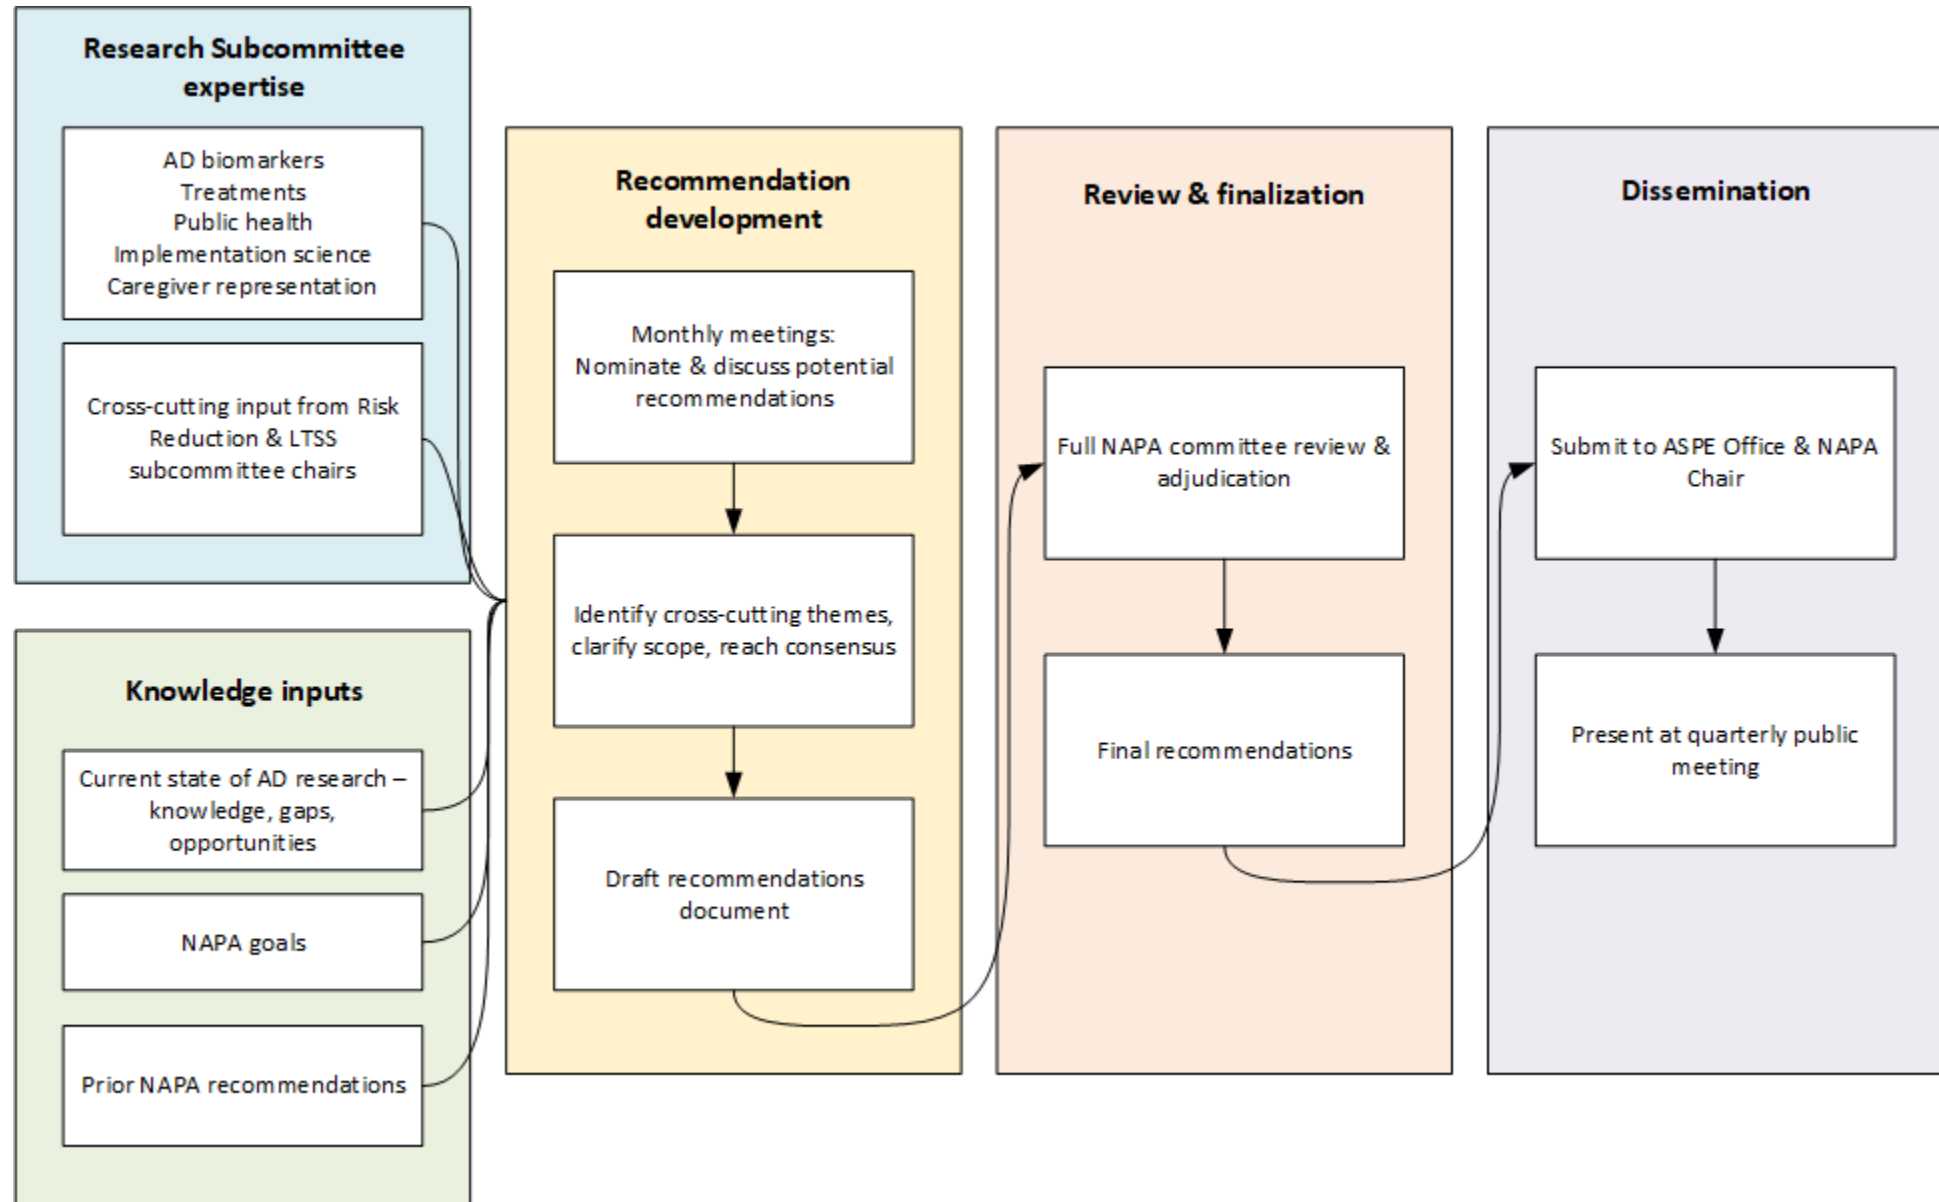 Research Subcommittee
expertise
AD biomarkers
Treatments
Public health
Implementation science
Caregiver representation
Cross-cutting input from Risk
Reduction & LTSS
subcommittee chairs
Knowledge inputs
Current state of AD research –
knowledge, gaps,
opportunities
NAPA goals
Prior NAPA recommendations
Recommendation
development
Monthly meetings:
Nominate & discuss potential
recommendations
Identify cross-cutting themes,
clarify scope, reach consensus
Draft recommendations
document
Review & finalization
Full NAPA committee review &
adjudication
Final recommendations
Dissemination
Submit to ASPE Office & NAPA
Chair
Present at quarterly public
meeting